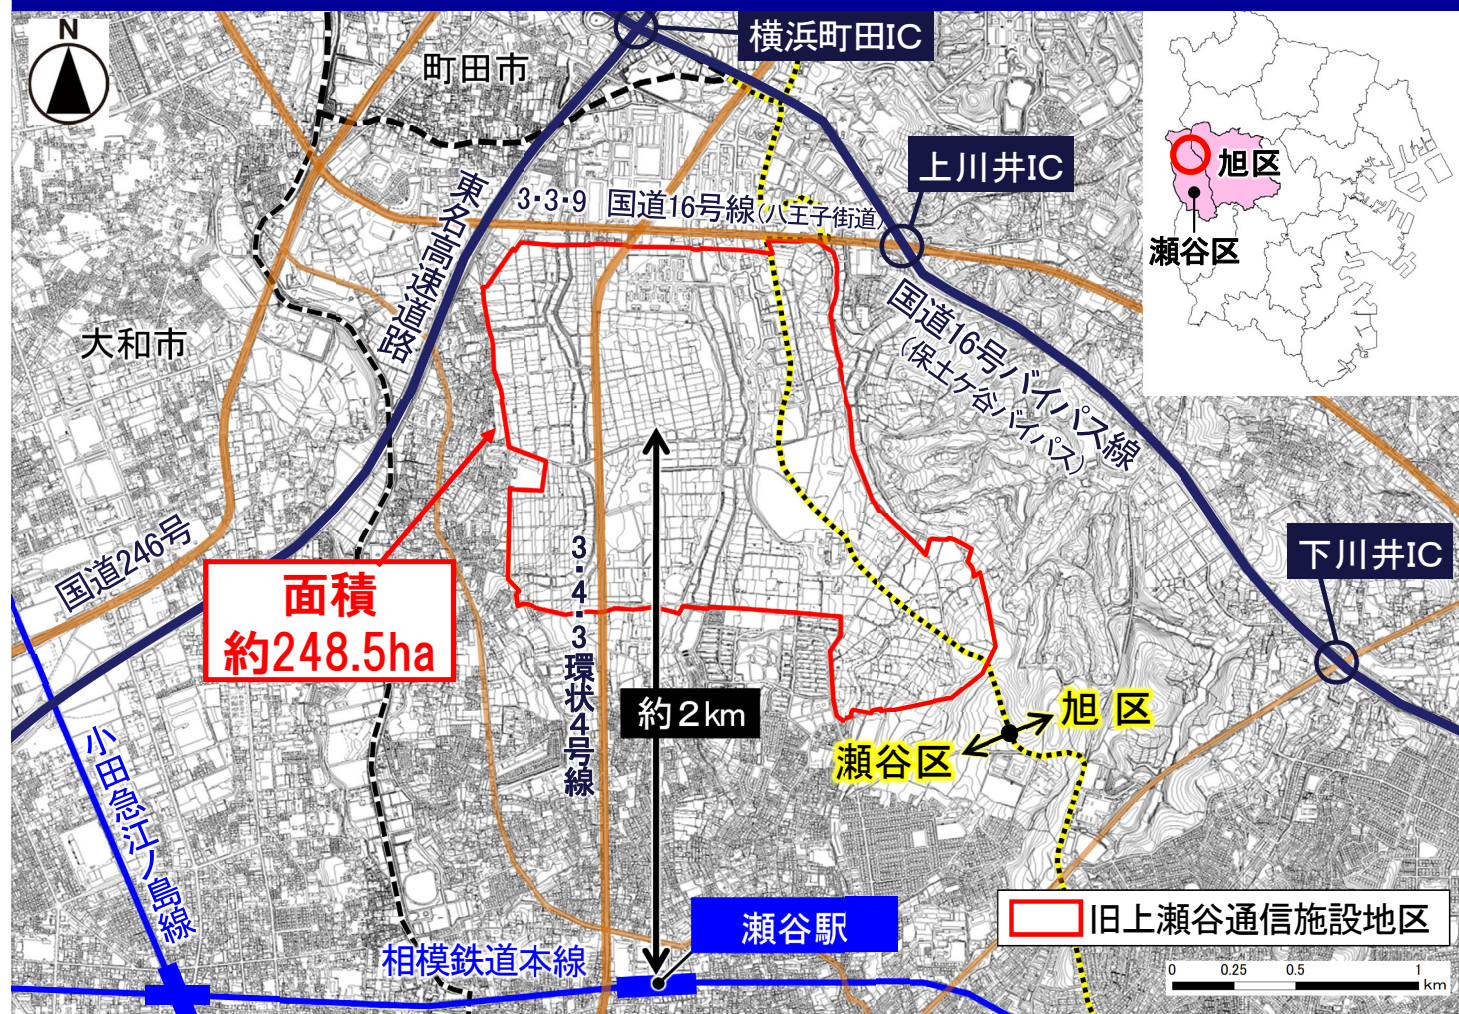 N
町田市
横浜町田IC
上川井IC
旭区
瀬谷区
東名高速道路
3・3・9 国道16号線(八王子街道)
大和市
国道16号バイパス線
(保土ケ谷バイパス)
国道246号
下川井IC
面積
約248.5ha
3・4・3環状4号線
約2km
旭区
瀬谷区
小田急江ノ島線
相模鉄道本線
瀬谷駅
旧上瀬谷通信施設地区
0 0.25 0.5 1
km